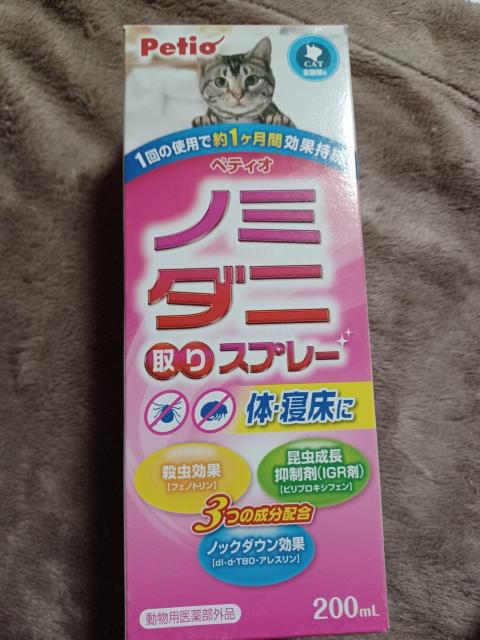 Petio
CAT
全猫種用
1回の使用で約1ヶ月間効果持続
ペティオ
ノミ
ダニ
取りスプレー
体・寝床に
殺虫効果
[フェノトリン]
昆虫成長
抑制剤(IGR剤)
[ピリプロキシフェン]
3つの成分配合
ノックダウン効果
[dl・d-T80-アレスリン]
動物用医薬部外品
200mL